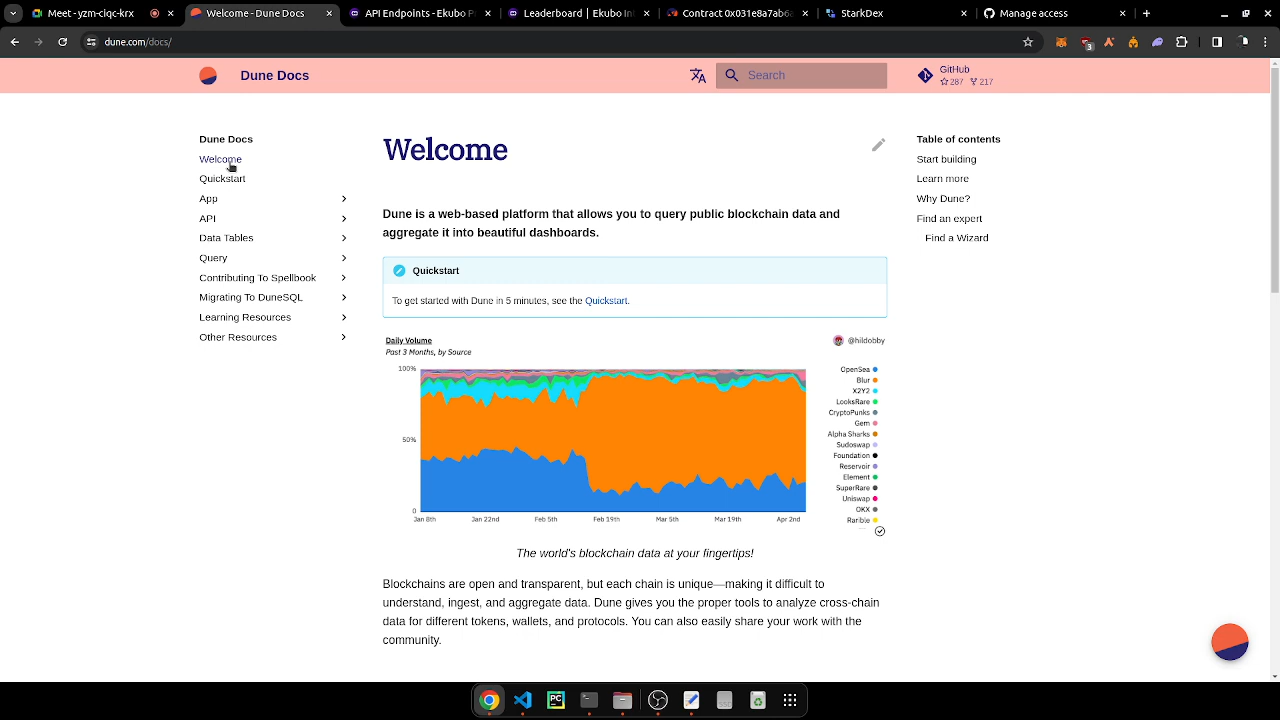 Meet - yzm-ciqc-krx
Welcome - Dune Docs
API Endpoints - Ekubo P
Leaderboard | Ekubo In
Contract 0x031e8a7ab6a
StarkDex
Manage access
dune.com/docs/
3
Dune Docs
Search
GitHub
287 217
Dune Docs
Welcome
Quickstart
App
API
Data Tables
Query
Contributing To Spellbook
Migrating To DuneSQL
Learning Resources
Other Resources
Welcome
Dune is a web-based platform that allows you to query public blockchain data and
aggregate it into beautiful dashboards.
Quickstart
To get started with Dune in 5 minutes, see the Quickstart.
Daily Volume
@hildobby
Past 3 Months, by Source
100%
50%
0
Jan 8th Jan 22nd Feb 5th Feb 19th Mar 5th Mar 19th Apr 2nd
OpenSea
Blur
X2Y2
LooksRare
CryptoPunks
Gem
Alpha Sharks
Sudoswap
Foundation
Reservoir
Element
SuperRare
Uniswap
OKX
Rarible
The world's blockchain data at your fingertips!
Blockchains are open and transparent, but each chain is unique—making it difficult to
understand, ingest, and aggregate data. Dune gives you the proper tools to analyze cross-chain
data for different tokens, wallets, and protocols. You can also easily share your work with the
community.
Table of contents
Start building
Learn more
Why Dune?
Find an expert
Find a Wizard
PC